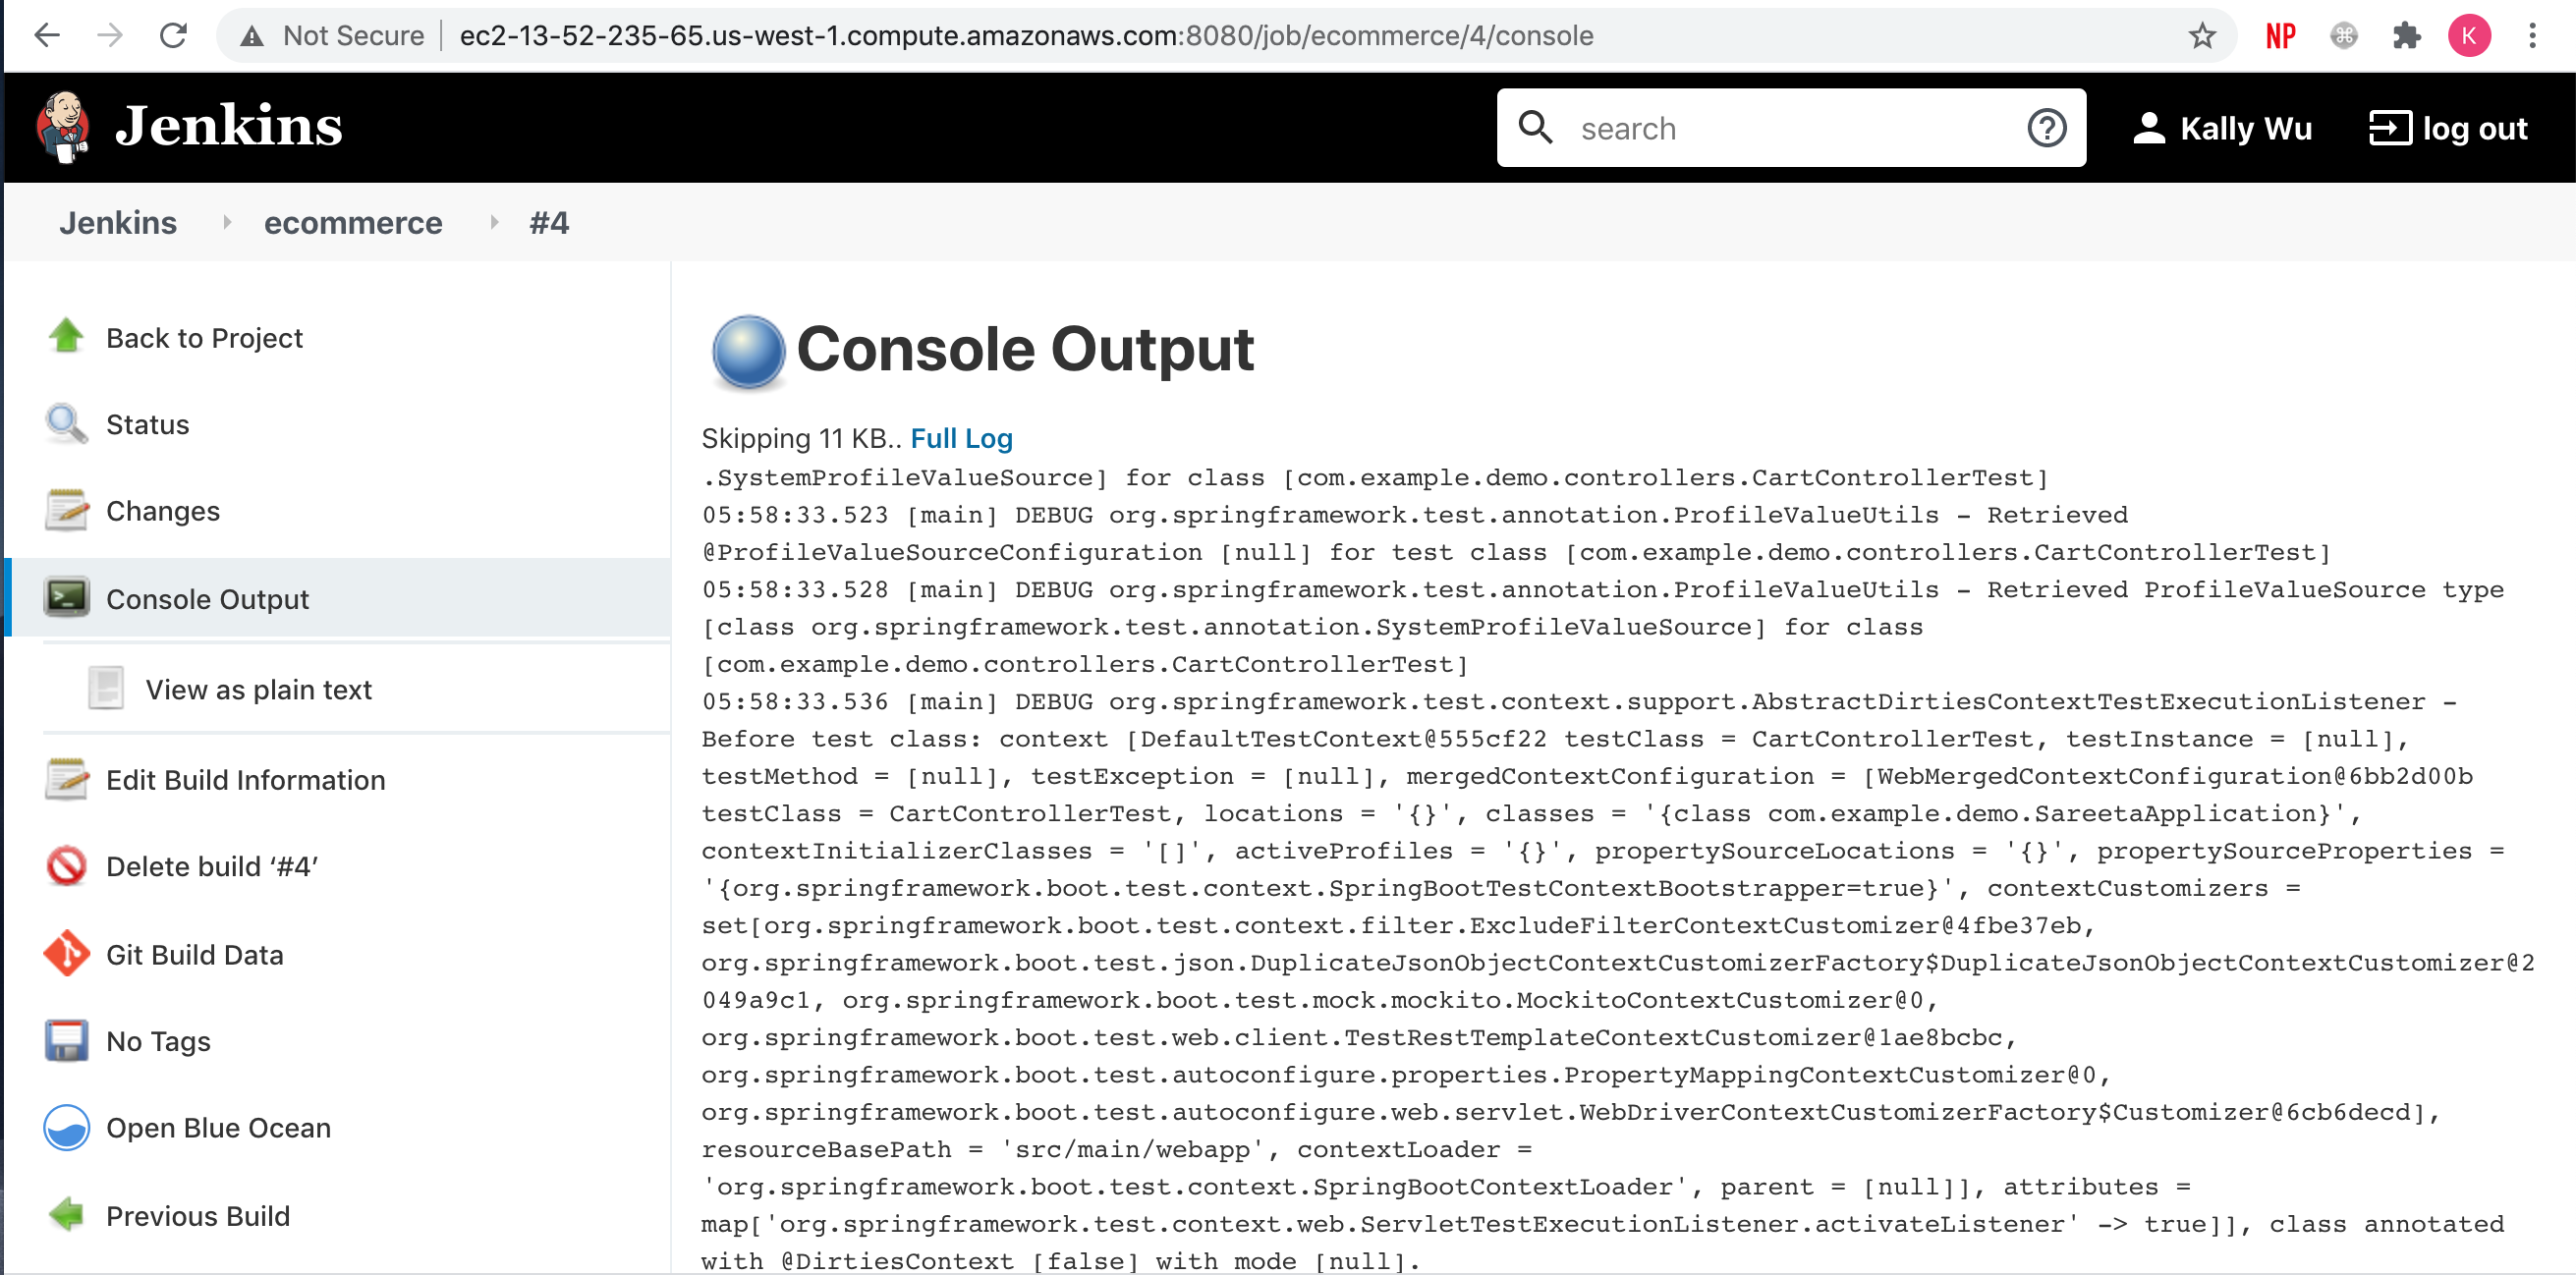 Not Secure | ec2-13-52-235-65.us-west-1.compute.amazonaws.com:8080/job/ecommerce/4/console
NP
K
Jenkins
search
Kally Wu
log out
Jenkins
ecommerce
#4
Back to Project
Status
Changes
Console Output
View as plain text
Edit Build Information
Delete build ‘#4’
Git Build Data
No Tags
Open Blue Ocean
Previous Build
Console Output
Skipping 11 KB.. Full Log
.SystemProfileValueSource] for class [com.example.demo.controllers.CartControllerTest]
05:58:33.523 [main] DEBUG org.springframework.test.annotation.ProfileValueUtils - Retrieved
@ProfileValueSourceConfiguration [null] for test class [com.example.demo.controllers.CartControllerTest]
05:58:33.528 [main] DEBUG org.springframework.test.annotation.ProfileValueUtils - Retrieved ProfileValueSource type
[class org.springframework.test.annotation.SystemProfileValueSource] for class
[com.example.demo.controllers.CartControllerTest]
05:58:33.536 [main] DEBUG org.springframework.test.context.support.AbstractDirtiesContextTestExecutionListener -
Before test class: context [DefaultTestContext@555cf22 testClass = CartControllerTest, testInstance = [null],
testMethod = [null], testException = [null], mergedContextConfiguration = [WebMergedContextConfiguration@6bb2d00b
testClass = CartControllerTest, locations = '{}', classes = '{class com.example.demo.SareetaApplication}',
contextInitializerClasses = '[]', activeProfiles = '{}', propertySourceLocations = '{}', propertySourceProperties =
'{org.springframework.boot.test.context.SpringBootTestContextBootstrapper=true}', contextCustomizers =
set[org.springframework.boot.test.context.filter.ExcludeFilterContextCustomizer@4fbe37eb,
org.springframework.boot.test.json.DuplicateJsonObjectContextCustomizerFactory$DuplicateJsonObjectContextCustomizer@2
049a9c1, org.springframework.boot.test.mock.mockito.MockitoContextCustomizer@0,
org.springframework.boot.test.web.client.TestRestTemplateContextCustomizer@1ae8bcbc,
org.springframework.boot.test.autoconfigure.properties.PropertyMappingContextCustomizer@0,
org.springframework.boot.test.autoconfigure.web.servlet.WebDriverContextCustomizerFactory$Customizer@6cb6decd],
resourceBasePath = 'src/main/webapp', contextLoader =
'org.springframework.boot.test.context.SpringBootContextLoader', parent = [null]], attributes =
map['org.springframework.test.context.web.ServletTestExecutionListener.activateListener' -> true]], class annotated
with @DirtiesContext [false] with mode [null].